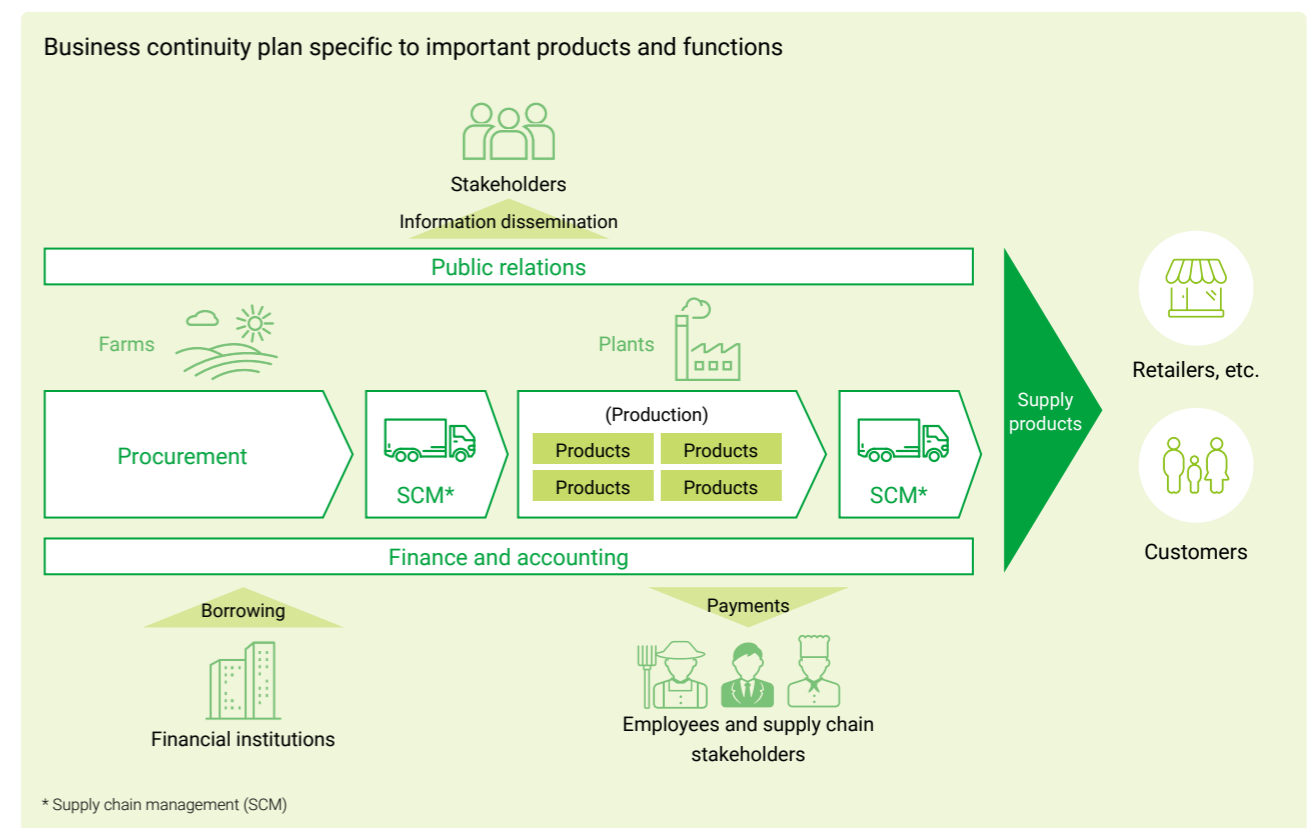 Business continuity plan specific to important products and functions
Stakeholders
Information dissemination
Public relations
Farms
Plants
Procurement
SCM*
(Production)
Products
Products
Products
Products
SCM*
Supply
products
Retailers, etc.
Customers
Finance and accounting
Borrowing
Payments
Financial institutions
Employees and supply chain
stakeholders
* Supply chain management (SCM)